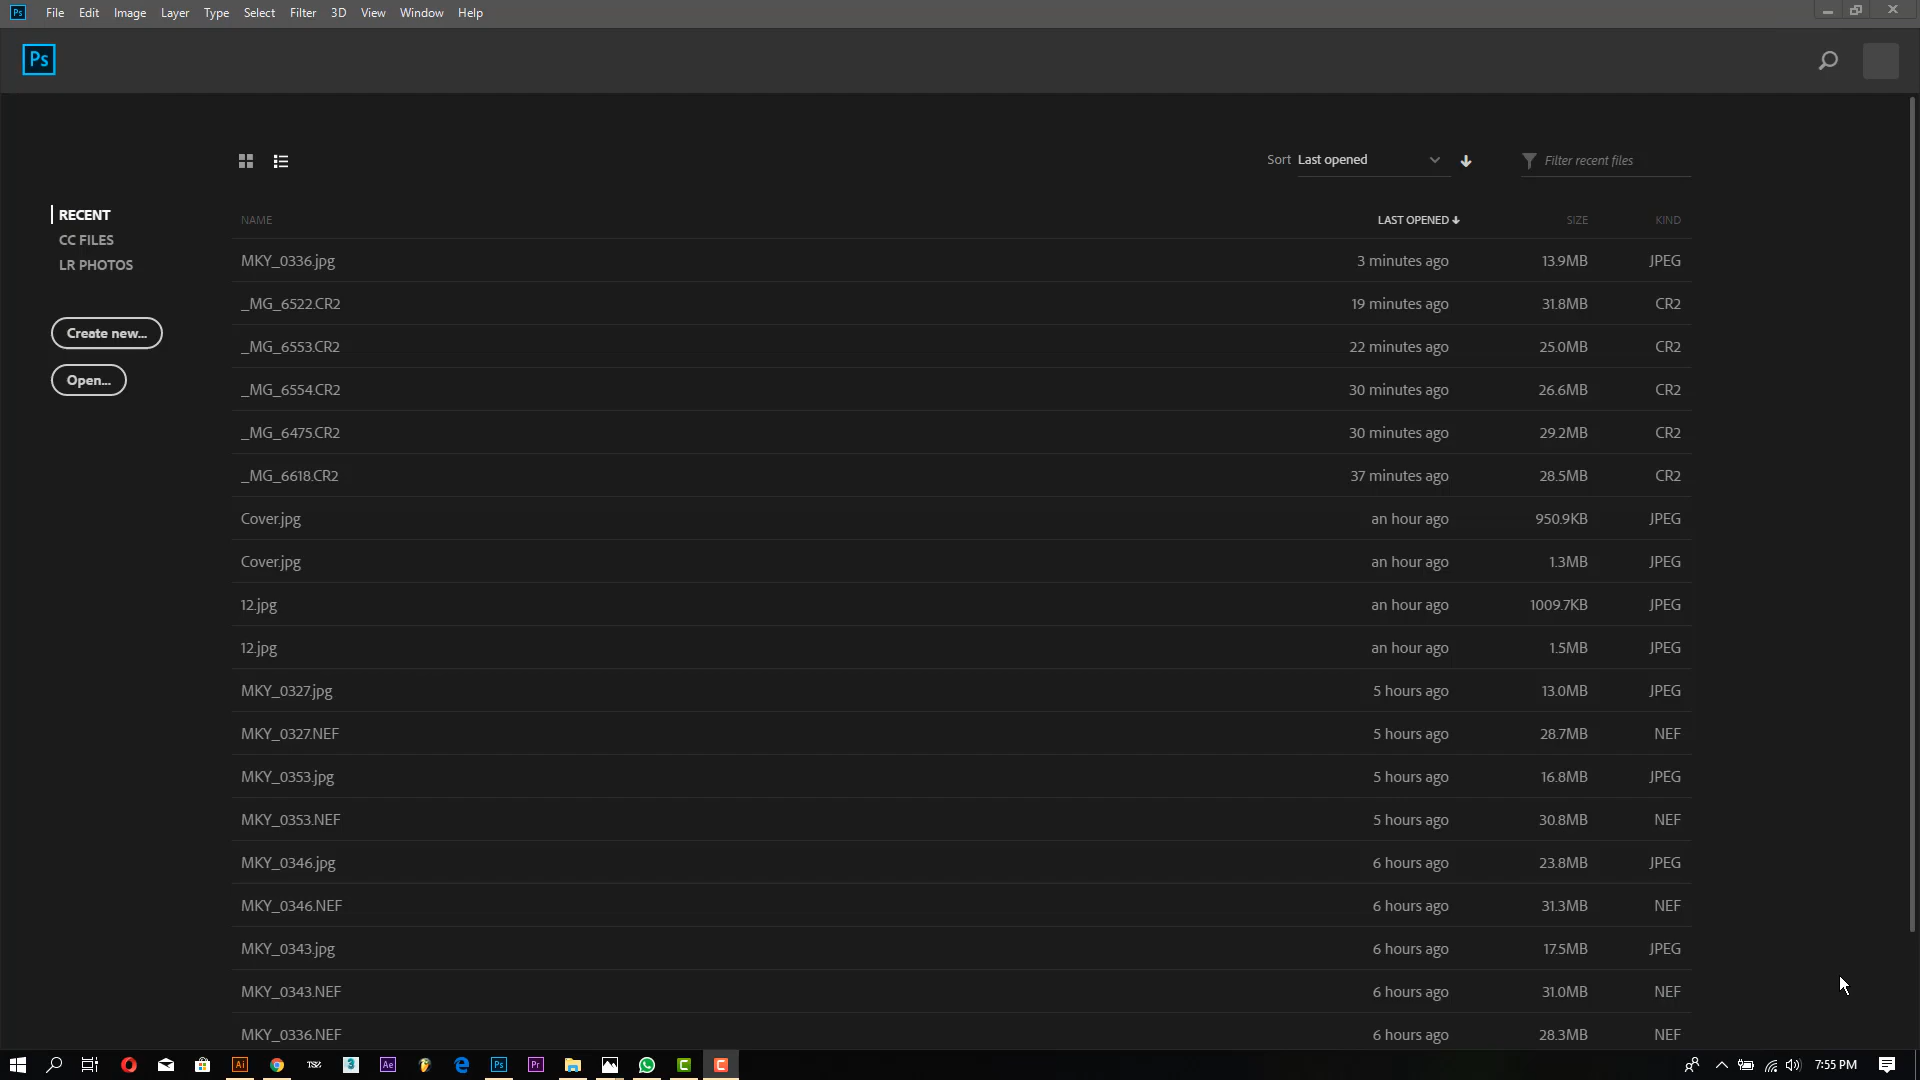 Ps File Edit Image Layer Type Select Filter 3D View Window Help
Ps
Sort Last opened Filter recent files
RECENT
CC FILES
LR PHOTOS
Create new...
Open...
NAME LAST OPENED SIZE KIND
MKY_0336.jpg 3 minutes ago 13.9MB JPEG
_MG_6522.CR2 19 minutes ago 31.8MB CR2
_MG_6553.CR2 22 minutes ago 25.0MB CR2
_MG_6554.CR2 30 minutes ago 26.6MB CR2
_MG_6475.CR2 30 minutes ago 29.2MB CR2
_MG_6618.CR2 37 minutes ago 28.5MB CR2
Cover.jpg an hour ago 950.9KB JPEG
Cover.jpg an hour ago 1.3MB JPEG
12.jpg an hour ago 1009.7KB JPEG
12.jpg an hour ago 1.5MB JPEG
MKY_0327.jpg 5 hours ago 13.0MB JPEG
MKY_0327.NEF 5 hours ago 28.7MB NEF
MKY_0353.jpg 5 hours ago 16.8MB JPEG
MKY_0353.NEF 5 hours ago 30.8MB NEF
MKY_0346.jpg 6 hours ago 23.8MB JPEG
MKY_0346.NEF 6 hours ago 31.3MB NEF
MKY_0343.jpg 6 hours ago 17.5MB JPEG
MKY_0343.NEF 6 hours ago 31.0MB NEF
MKY_0336.NEF 6 hours ago 28.3MB NEF
Ai 3 Ae Ps Pr C C 7:55 PM